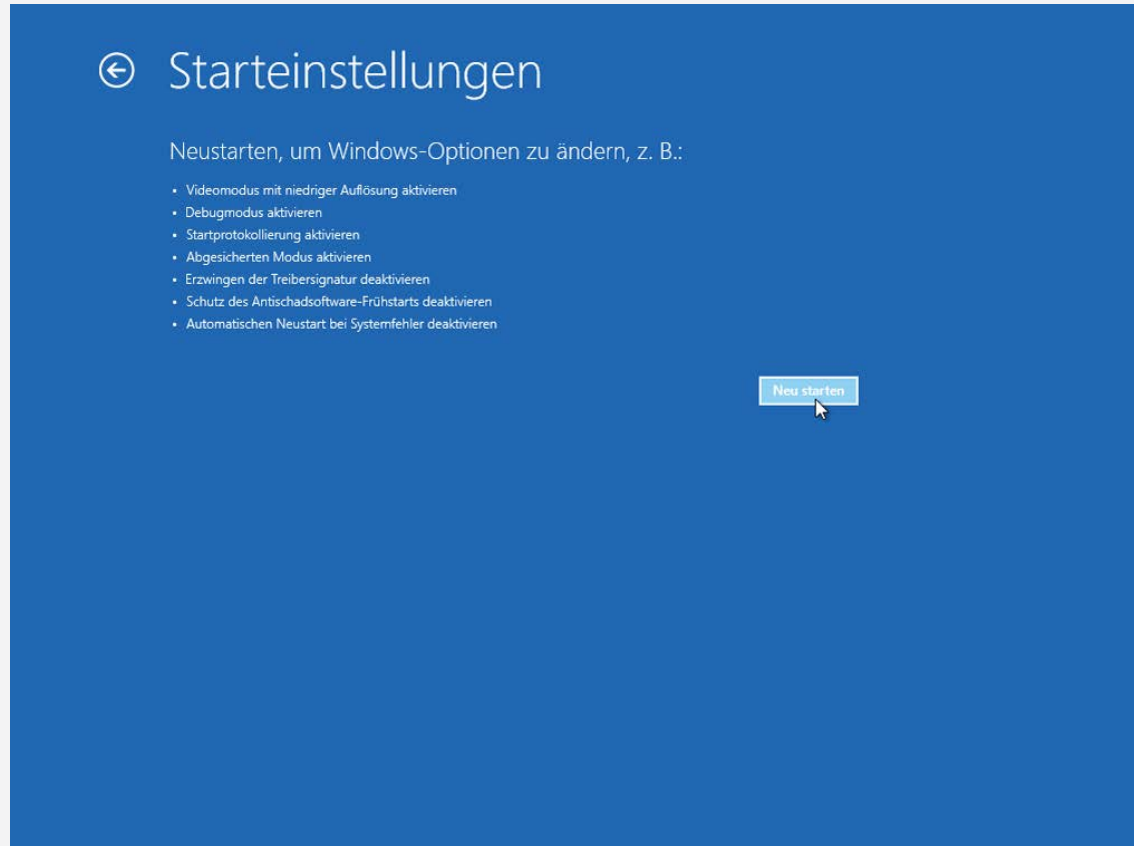 Starteinstellungen
Neustarten, um Windows-Optionen zu ändern, z. B.:
• Videomodus mit niedriger Auflösung aktivieren
• Debugmodus aktivieren
• Startprotokollierung aktivieren
• Abgesicherten Modus aktivieren
• Erzwingen der Treibersignatur deaktivieren
• Schutz des Antischadsoftware-Frühstarts deaktivieren
• Automatischen Neustart bei Systemfehler deaktivieren
Neu starten